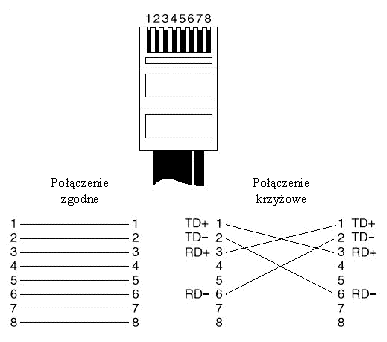 12345678
Połączenie zgodne
Połączenie krzyżowe
1 1 TD+ 1 1 TD+
2 2 TD- 2 2 TD-
3 3 RD+ 3 3 RD+
4 4 4 4
5 5 5 5
6 6 RD- 6 6 RD-
7 7 7 7
8 8 8 8